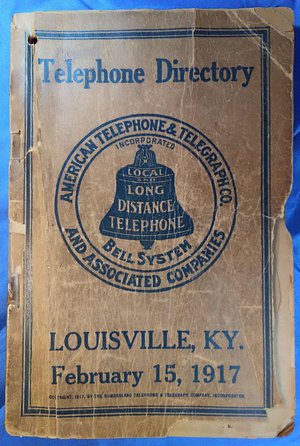 Telephone Directory
AMERICAN TELEPHONE & TELEGRAPH CO.
INCORPORATED
LOCAL
AND
LONG
DISTANCE
TELEPHONE
BELL SYSTEM
AND ASSOCIATED COMPANIES
LOUISVILLE, KY.
February 15, 1917
COPYRIGHT, 1917, BY THE CUMBERLAND TELEPHONE & TELEGRAPH COMPANY, INCORPORATED